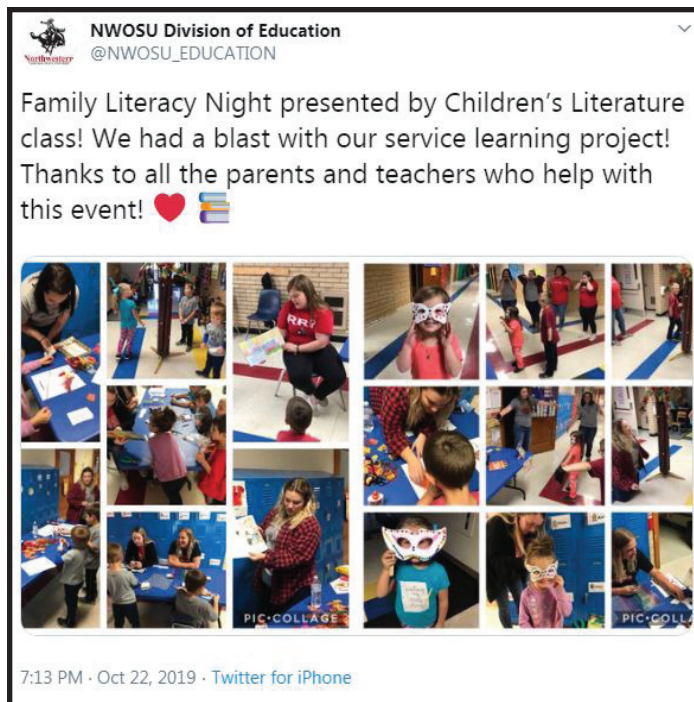 Northwestern
NWOSU Division of Education
@NWOSU_EDUCATION
Family Literacy Night presented by Children's Literature
class! We had a blast with our service learning project!
Thanks to all the parents and teachers who help with
this event! ❤️ 📚
RRR
PIC•COLLAGE
PIC•COLLA
7:13 PM · Oct 22, 2019 · Twitter for iPhone